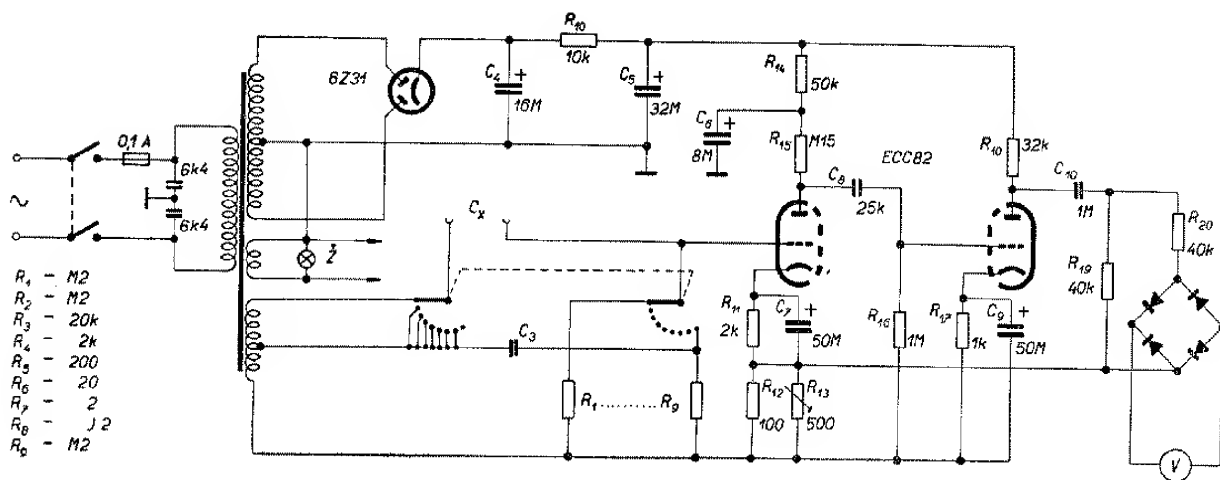 0,1 A
6k4
6k4
~
6Z31
C4
16M
R10
10k
C5
32M
R14
50k
C6
8M
R15
M15
ECC82
C8
25k
R10
32k
C10
1M
R20
40k
R19
40k
Cx
Ž
C3
R1 ......... R9
R11
2k
C7
50M
R12
100
R13
500
R16
1M
R17
1k
C9
50M
V
R1 - M2
R2 - M2
R3 - 20k
R4 - 2k
R5 - 200
R6 - 20
R7 - 2
R8 - 2
R9 - M2